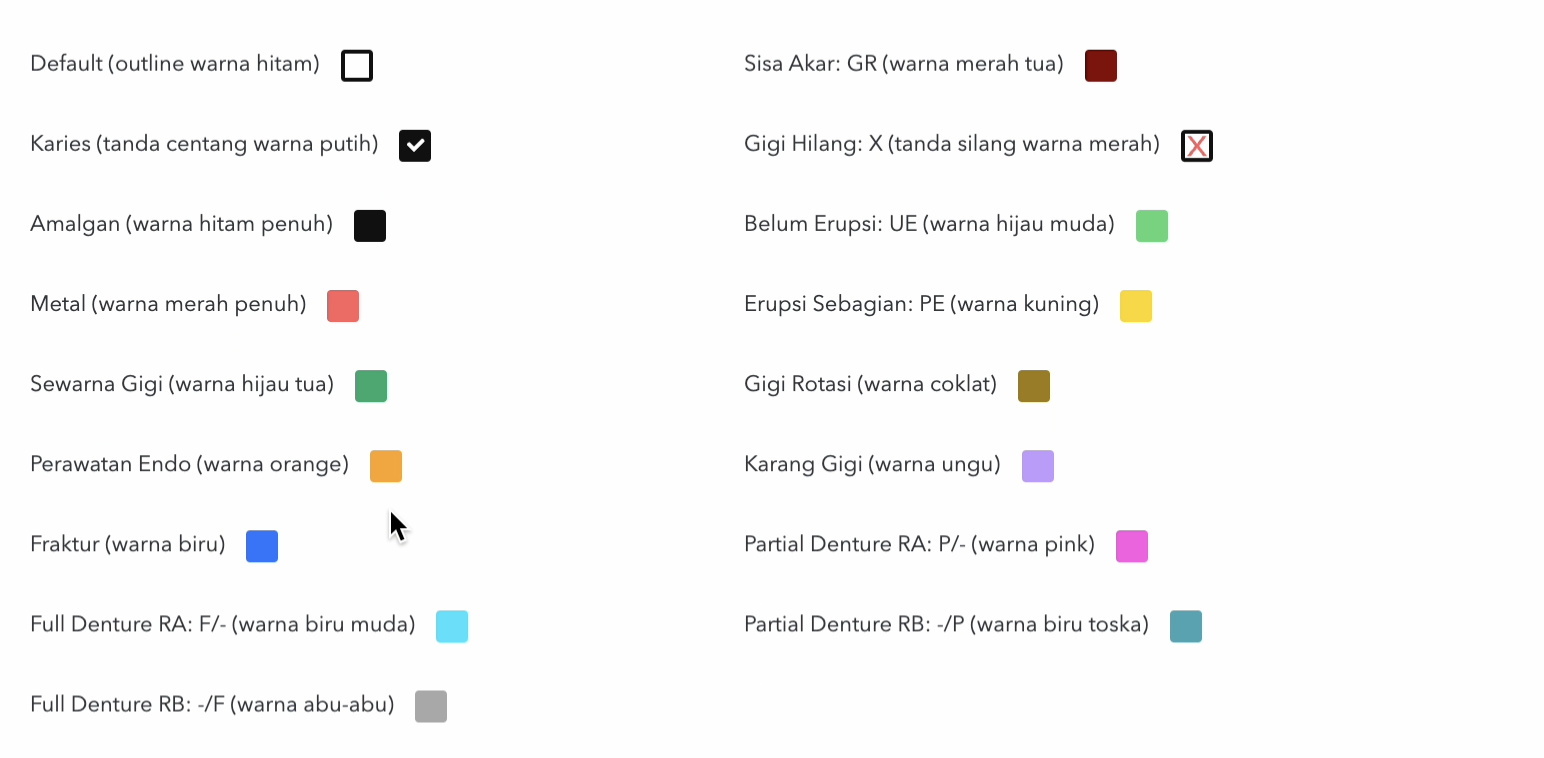 Default (outline warna hitam)
Karies (tanda centang warna putih)
Amalgan (warna hitam penuh)
Metal (warna merah penuh)
Sewarna Gigi (warna hijau tua)
Perawatan Endo (warna orange)
Fraktur (warna biru)
Full Denture RA: F/- (warna biru muda)
Full Denture RB: -/F (warna abu-abu)
Sisa Akar: GR (warna merah tua)
Gigi Hilang: X (tanda silang warna merah)
X
Belum Erupsi: UE (warna hijau muda)
Erupsi Sebagian: PE (warna kuning)
Gigi Rotasi (warna coklat)
Karang Gigi (warna ungu)
Partial Denture RA: P/- (warna pink)
Partial Denture RB: -/P (warna biru toska)